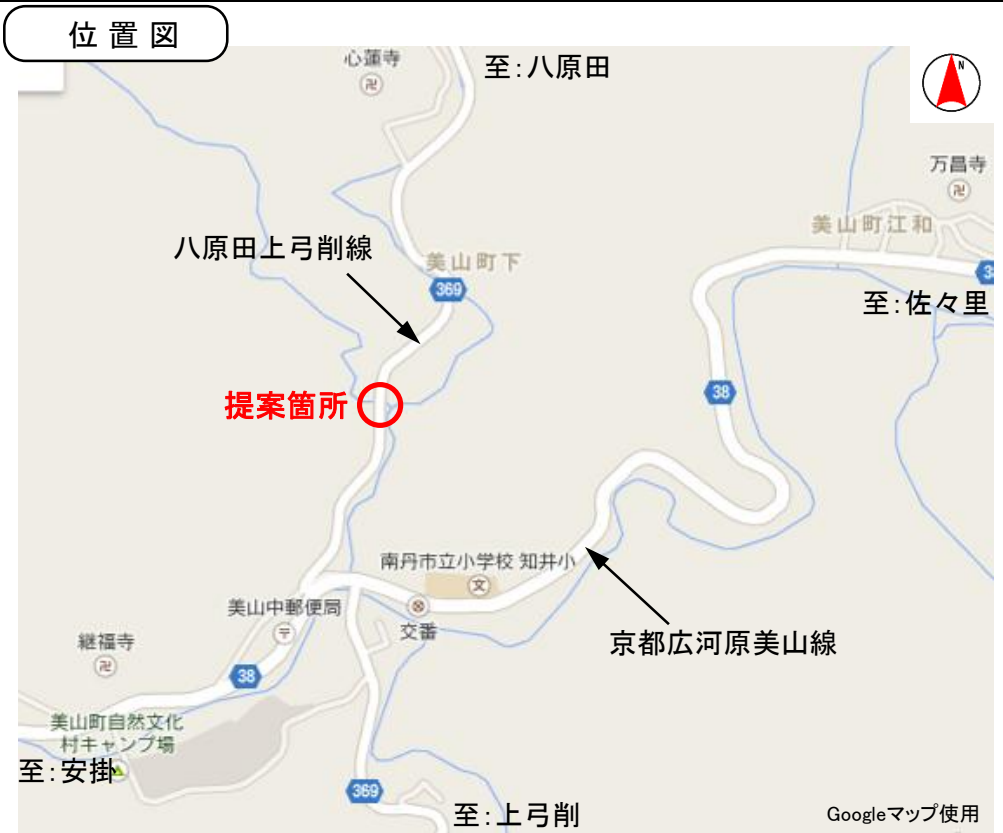 位置図
心蓮寺
至:八原田
N
万昌寺
美山町江和
八原田上弓削線
美山町下
369
38
至:佐々里
提案箇所
38
南丹市立小学校 知井小
文
美山中郵便局
交番
京都広河原美山線
継福寺
38
美山町自然文化
村キャンプ場
至:安掛
369
至:上弓削
Googleマップ使用